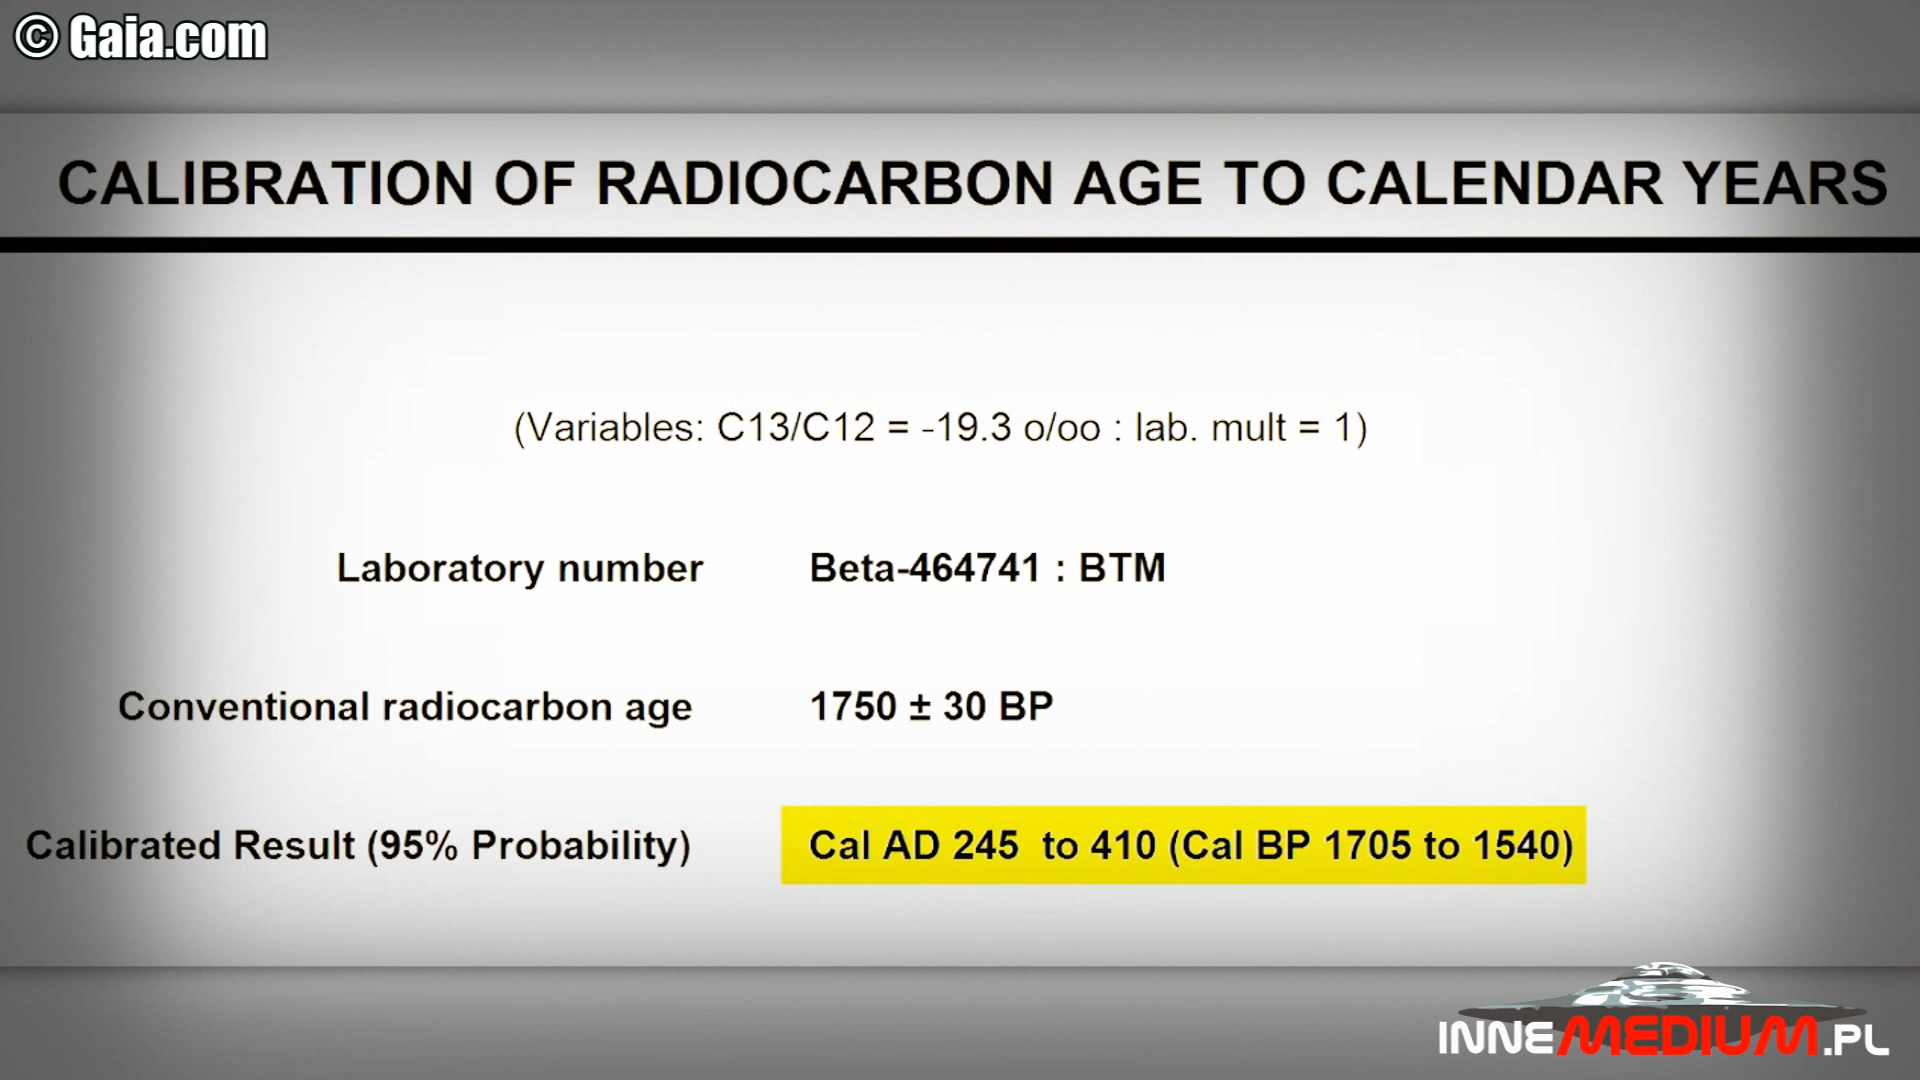 © Gaia.com
CALIBRATION OF RADIOCARBON AGE TO CALENDAR YEARS
(Variables: C13/C12 = -19.3 o/oo : lab. mult = 1)
Laboratory number Beta-464741 : BTM
Conventional radiocarbon age 1750 ± 30 BP
Calibrated Result (95% Probability) Cal AD 245 to 410 (Cal BP 1705 to 1540)
INNEMEDIUM.PL